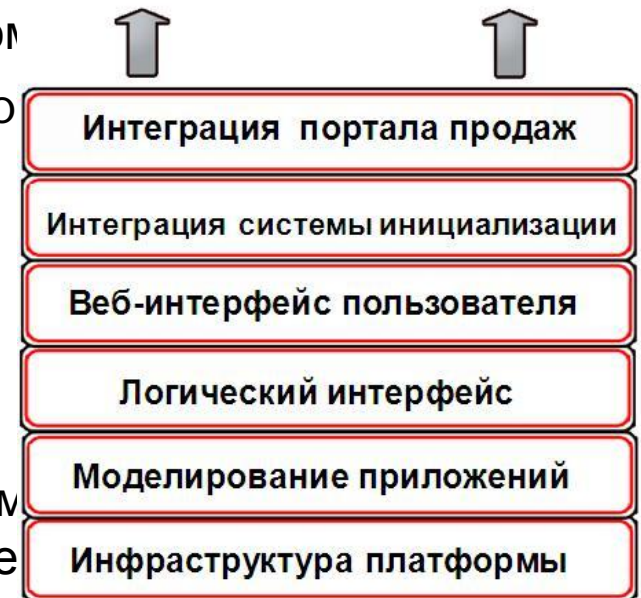 Интеграция портала продаж
Интеграция системы инициализации
Веб-интерфейс пользователя
Логический интерфейс
Моделирование приложений
Инфраструктура платформы